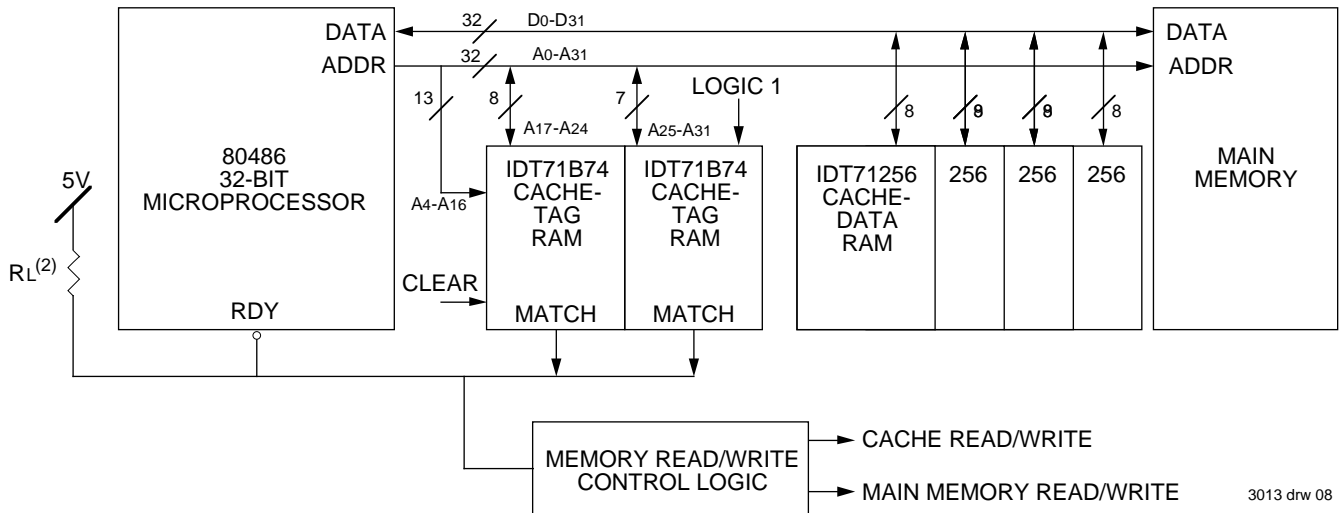 32 D0-D31
DATA
DATA
32 A0-A31
ADDR
ADDR
LOGIC 1
13
8
7
8
8
A17-A24
A25-A31
80486
32-BIT
MICROPROCESSOR
5V
A4-A16
IDT71B74
CACHE-
TAG
RAM
IDT71B74
CACHE-
TAG
RAM
IDT71256
CACHE-
DATA
RAM
256
256
256
MAIN
MEMORY
RL(2)
CLEAR
RDY
MATCH
MATCH
MEMORY READ/WRITE
CONTROL LOGIC
CACHE READ/WRITE
MAIN MEMORY READ/WRITE
3013 drw 08